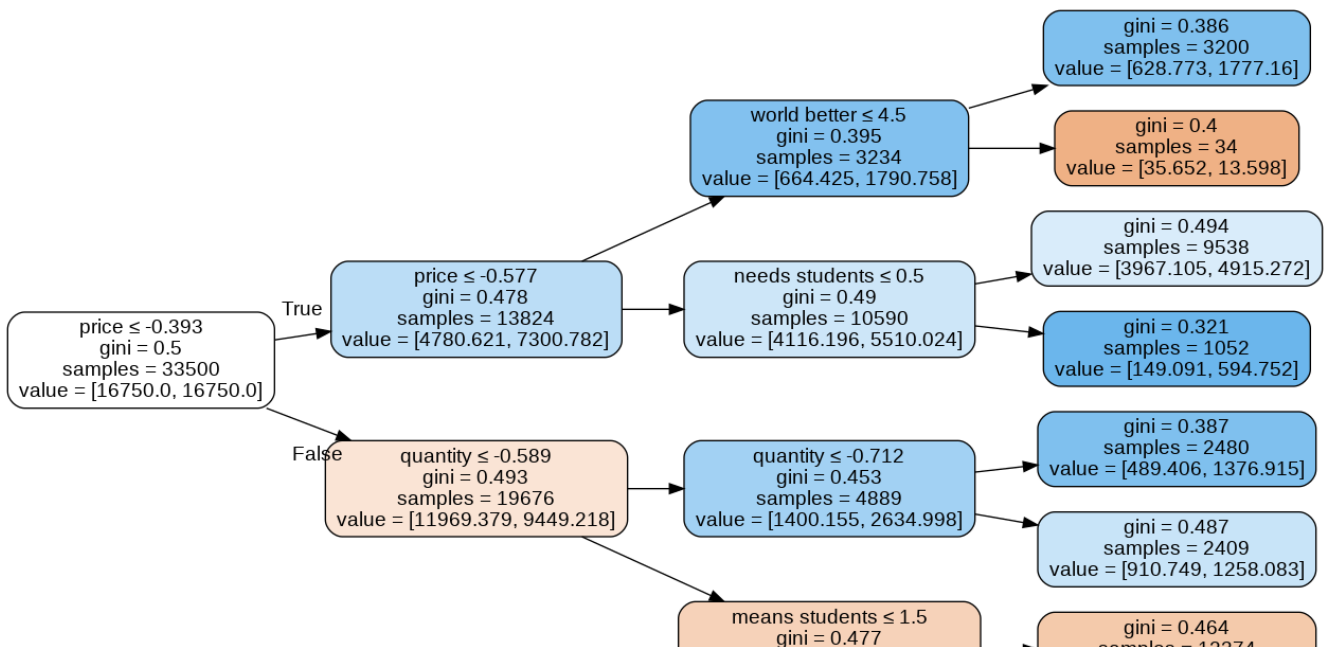 gini = 0.386
samples = 3200
value = [628.773, 1777.16]
world better ≤ 4.5
gini = 0.395
samples = 3234
value = [664.425, 1790.758]
gini = 0.4
samples = 34
value = [35.652, 13.598]
gini = 0.494
samples = 9538
value = [3967.105, 4915.272]
price ≤ -0.577
gini = 0.478
samples = 13824
value = [4780.621, 7300.782]
needs students ≤ 0.5
gini = 0.49
samples = 10590
value = [4116.196, 5510.024]
True
price ≤ -0.393
gini = 0.5
samples = 33500
value = [16750.0, 16750.0]
gini = 0.321
samples = 1052
value = [149.091, 594.752]
False
quantity ≤ -0.589
gini = 0.493
samples = 19676
value = [11969.379, 9449.218]
quantity ≤ -0.712
gini = 0.453
samples = 4889
value = [1400.155, 2634.998]
gini = 0.387
samples = 2480
value = [489.406, 1376.915]
gini = 0.487
samples = 2409
value = [910.749, 1258.083]
means students ≤ 1.5
gini = 0.477
gini = 0.464
samples =